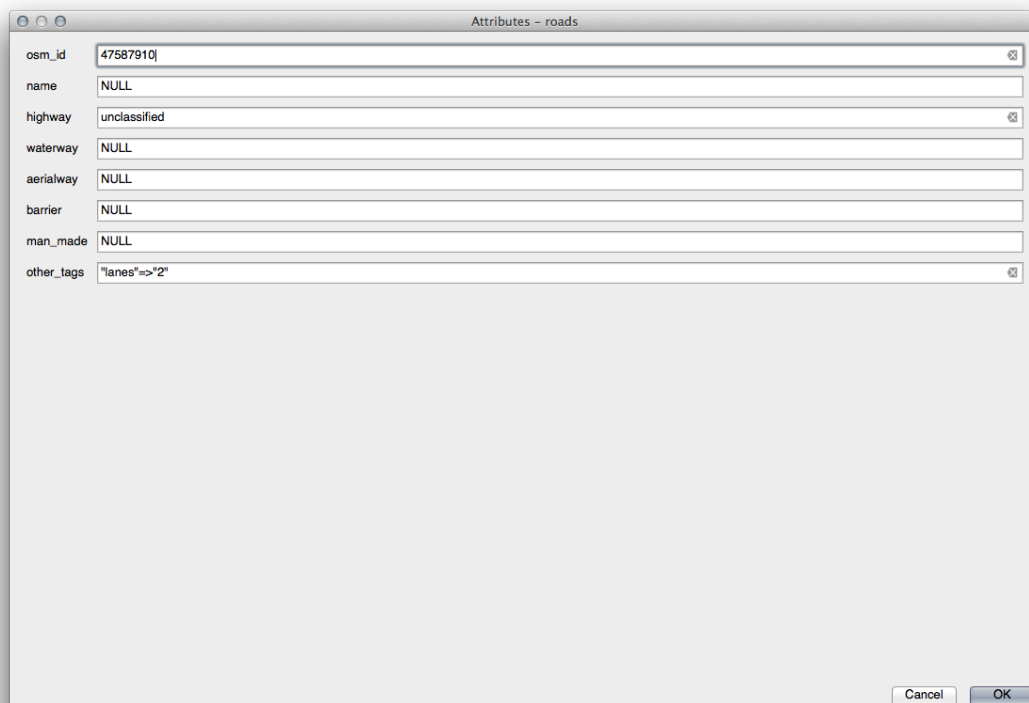 Attributes - roads
osm_id 47587910
name NULL
highway unclassified
waterway NULL
aerialway NULL
barrier NULL
man_made NULL
other_tags "lanes"=>"2"
Cancel OK